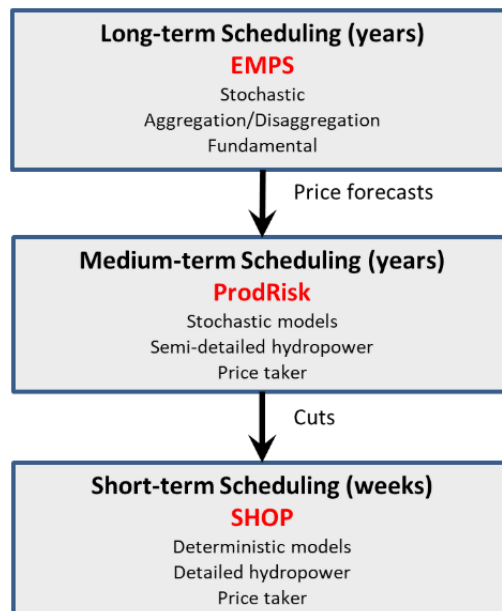 Long-term Scheduling (years)
EMPS
Stochastic
Aggregation/Disaggregation
Fundamental
Price forecasts
Medium-term Scheduling (years)
ProdRisk
Stochastic models
Semi-detailed hydropower
Price taker
Cuts
Short-term Scheduling (weeks)
SHOP
Deterministic models
Detailed hydropower
Price taker